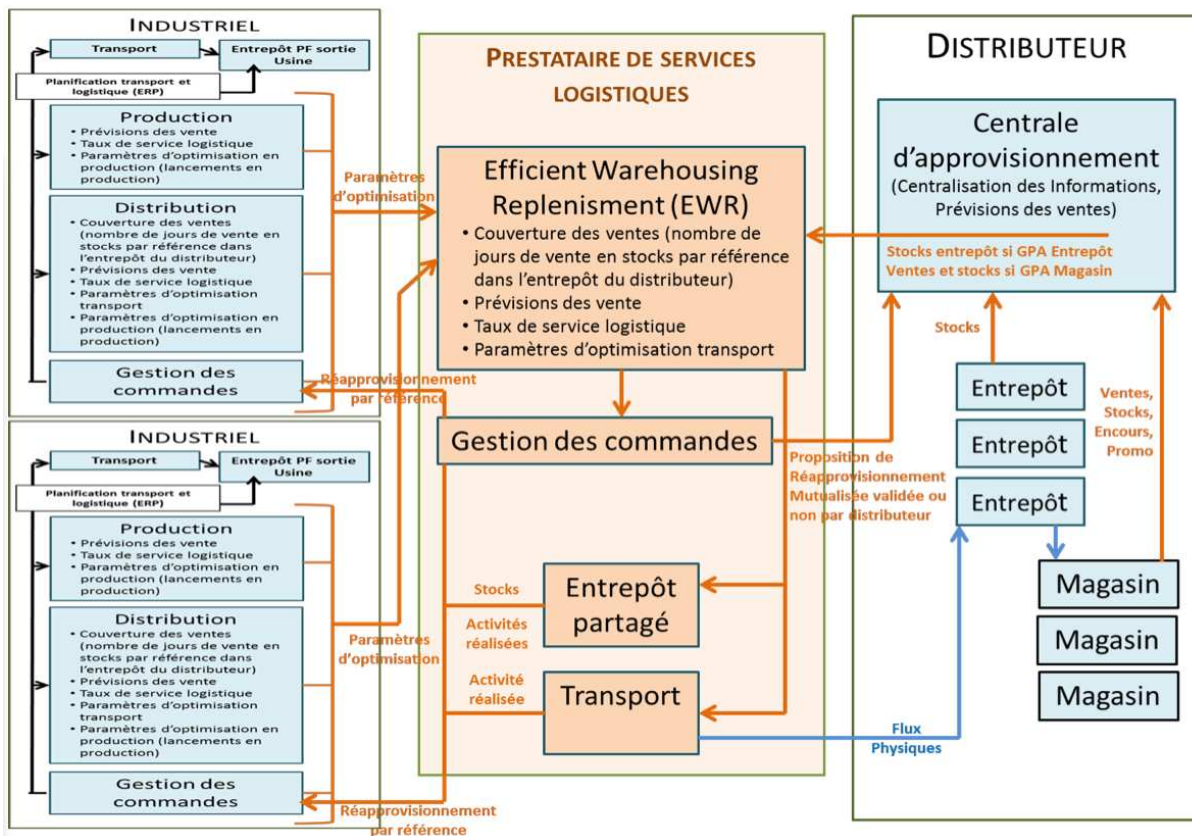 INDUSTRIEL
Transport
Entrepôt PF sortie
Usine
Planification transport et
logistique (ERP)
Production
• Prévisions des vente
• Taux de service logistique
• Paramètres d'optimisation en
production (lancements en
production)
Distribution
• Couverture des ventes
(nombre de jours de vente en
stocks par référence dans
l'entrepôt du distributeur)
• Prévisions des vente
• Taux de service logistique
• Paramètres d'optimisation
transport
• Paramètres d'optimisation en
production (lancements en
production)
Gestion des
commandes
INDUSTRIEL
Transport
Entrepôt PF sortie
Usine
Planification transport et
logistique (ERP)
Production
• Prévisions des vente
• Taux de service logistique
• Paramètres d'optimisation en
production (lancements en
production)
Distribution
• Couverture des ventes
(nombre de jours de vente en
stocks par référence dans
l'entrepôt du distributeur)
• Prévisions des vente
• Taux de service logistique
• Paramètres d'optimisation
transport
• Paramètres d'optimisation en
production (lancements en
production)
Gestion des
commandes
Paramètres
d'optimisation
Réapprovisionnement
par référence
Paramètres
d'optimisation
Réapprovisionnement
par référence
PRESTATAIRE DE SERVICES
LOGISTIQUES
Efficient Warehousing
Replenisment (EWR)
• Couverture des ventes (nombre de
jours de vente en stocks par référence
dans l'entrepôt du distributeur)
• Prévisions des vente
• Taux de service logistique
• Paramètres d'optimisation transport
Gestion des commandes
Proposition de
Réapprovisionnement
Mutualisée validée ou
non par distributeur
Stocks
Activités
réalisées
Entrepôt
partagé
Activité
réalisée
Transport
Flux
Physiques
DISTRIBUTEUR
Centrale
d'approvisionnement
(Centralisation des Informations,
Prévisions des ventes)
Stocks entrepôt si GPA Entrepôt
Ventes et stocks si GPA Magasin
Stocks
Entrepôt
Entrepôt
Entrepôt
Ventes,
Stocks,
Encours,
Promo
Magasin
Magasin
Magasin